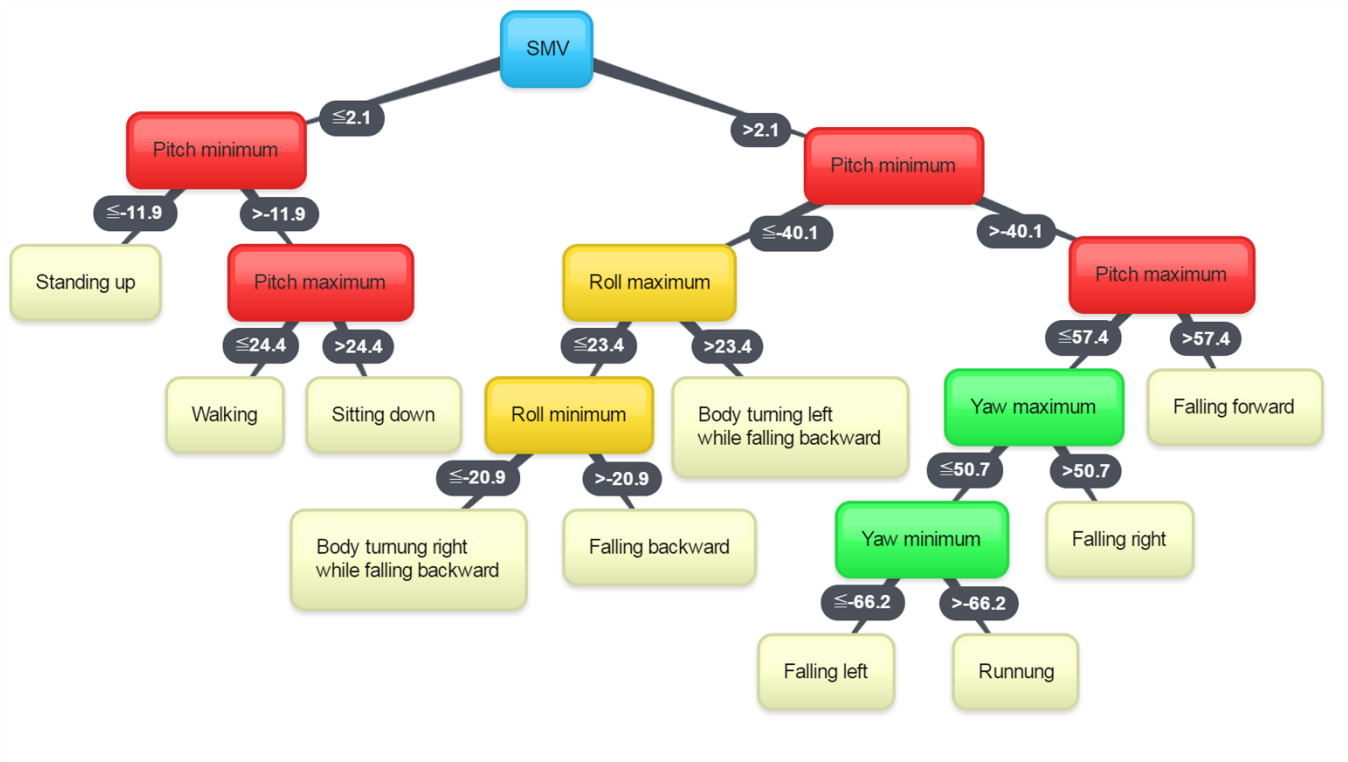 SMV
≦2.1
>2.1
Pitch minimum
Pitch minimum
≦-11.9
>-11.9
≦-40.1
>-40.1
Standing up
Pitch maximum
Roll maximum
Pitch maximum
≦24.4
>24.4
≦23.4
>23.4
≦57.4
>57.4
Walking
Sitting down
Roll minimum
Body turning left
while falling backward
Yaw maximum
Falling forward
≦-20.9
>-20.9
≦50.7
>50.7
Body turnung right
while falling backward
Falling backward
Yaw minimum
Falling right
≦-66.2
>-66.2
Falling left
Runnung